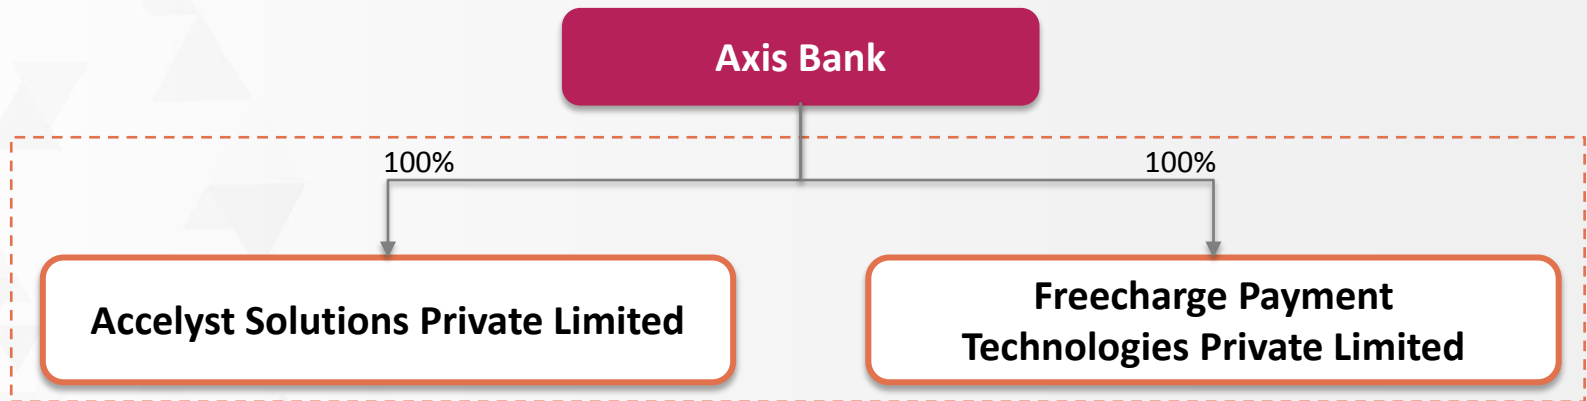 Axis Bank
100%
100%
Accelyst Solutions Private Limited
Freecharge Payment
Technologies Private Limited